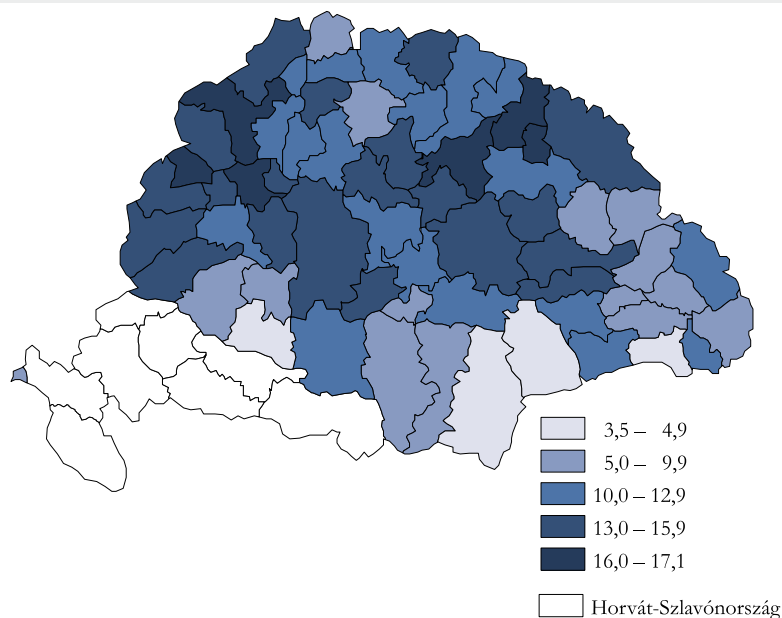 3,5 – 4,9
5,0 – 9,9
10,0 – 12,9
13,0 – 15,9
16,0 – 17,1
Horvát-Szlavónország